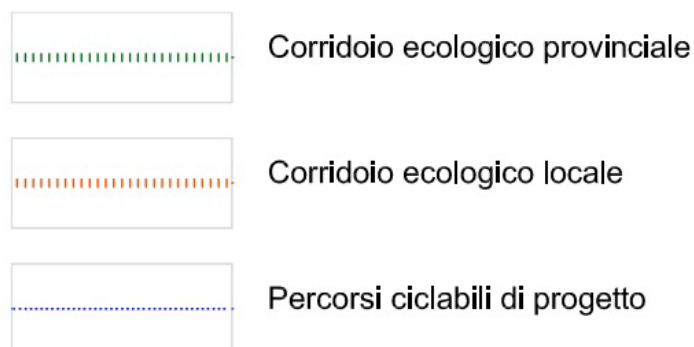 Corridoio ecologico provinciale
Corridoio ecologico locale
Percorsi ciclabili di progetto